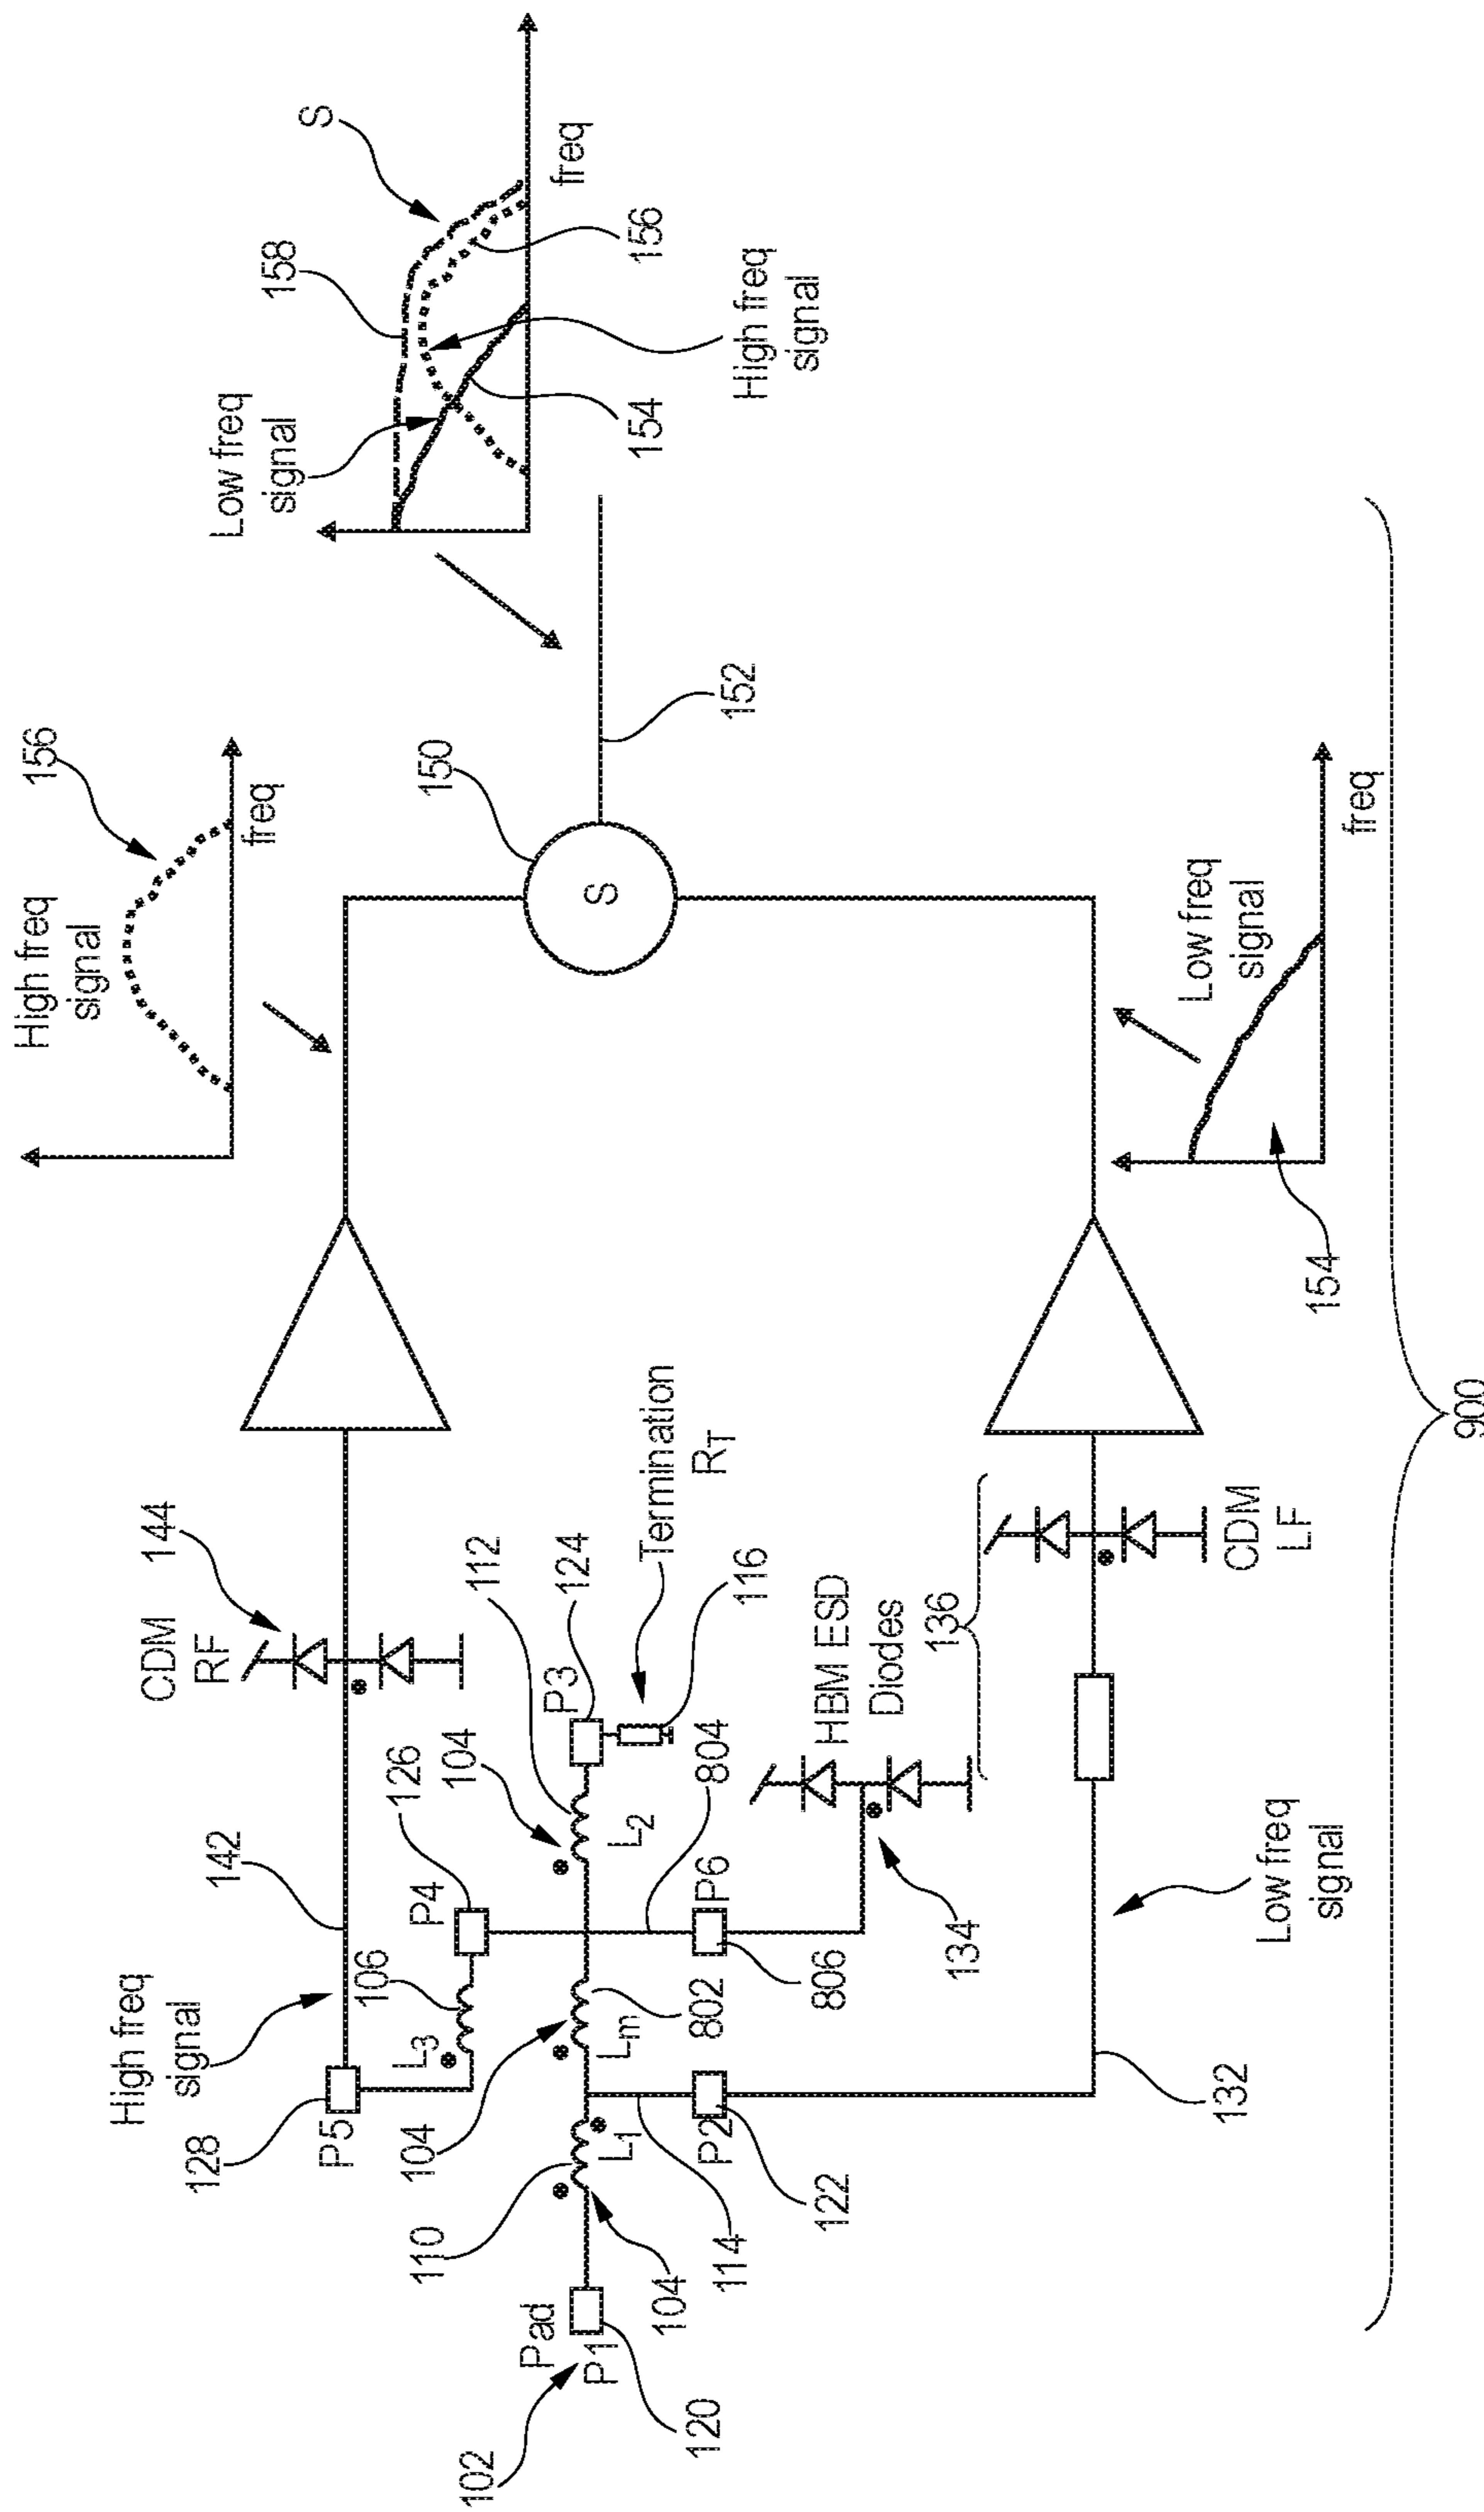 High freq
signal
156
freq
Low freq
signal
158
S
freq
156
154
High freq
signal
CDM
RF
144
High freq
signal
142
128
P5
106
L3
126
P4
104
112
P3
124
Termination
RT
116
150
S
152
102
Pad
P1
120
110
104
L1
104
Lm
802
L2
804
114
P2
122
P6
806
HBM ESD
Diodes
134
136
CDM
LF
132
Low freq
signal
Low freq
signal
freq
154
900